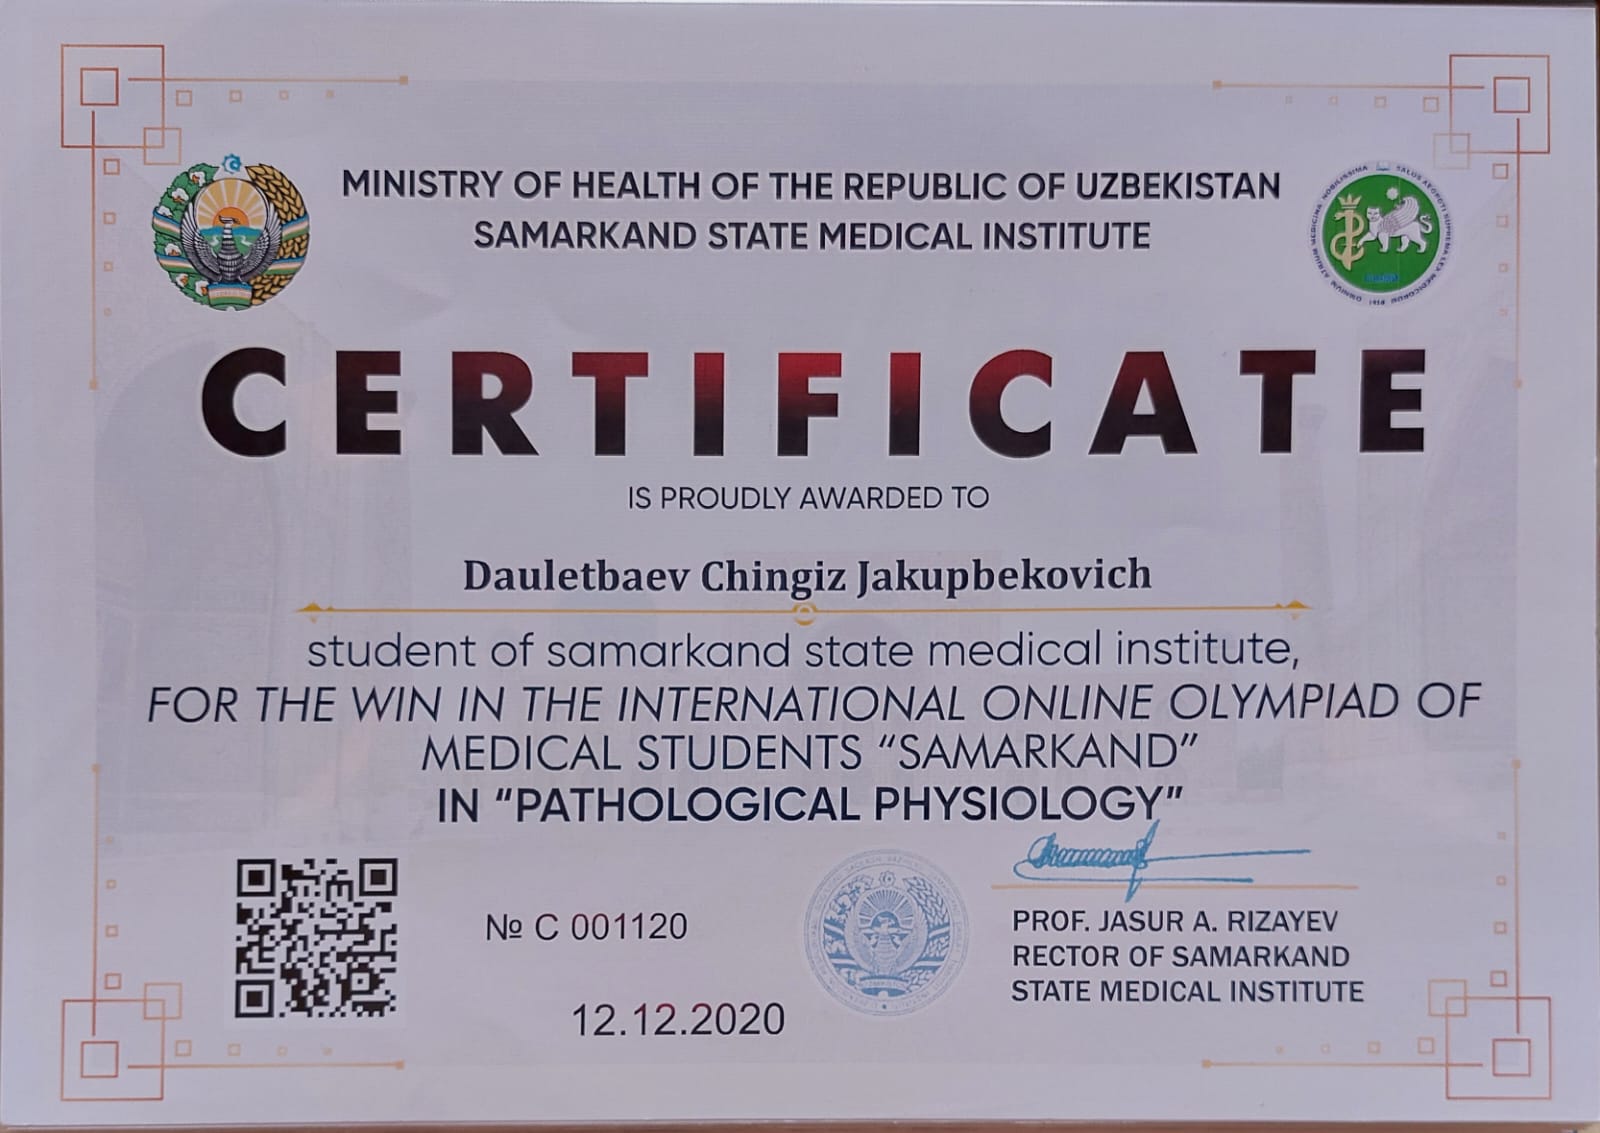 MINISTRY OF HEALTH OF THE REPUBLIC OF UZBEKISTAN
SAMARKAND STATE MEDICAL INSTITUTE
CERTIFICATE
IS PROUDLY AWARDED TO
Dauletbaev Chingiz Jakupbekovich
student of samarkand state medical institute,
FOR THE WIN IN THE INTERNATIONAL ONLINE OLYMPIAD OF
MEDICAL STUDENTS “SAMARKAND”
IN “PATHOLOGICAL PHYSIOLOGY”
№ C 001120
12.12.2020
PROF. JASUR A. RIZAYEV
RECTOR OF SAMARKAND
STATE MEDICAL INSTITUTE